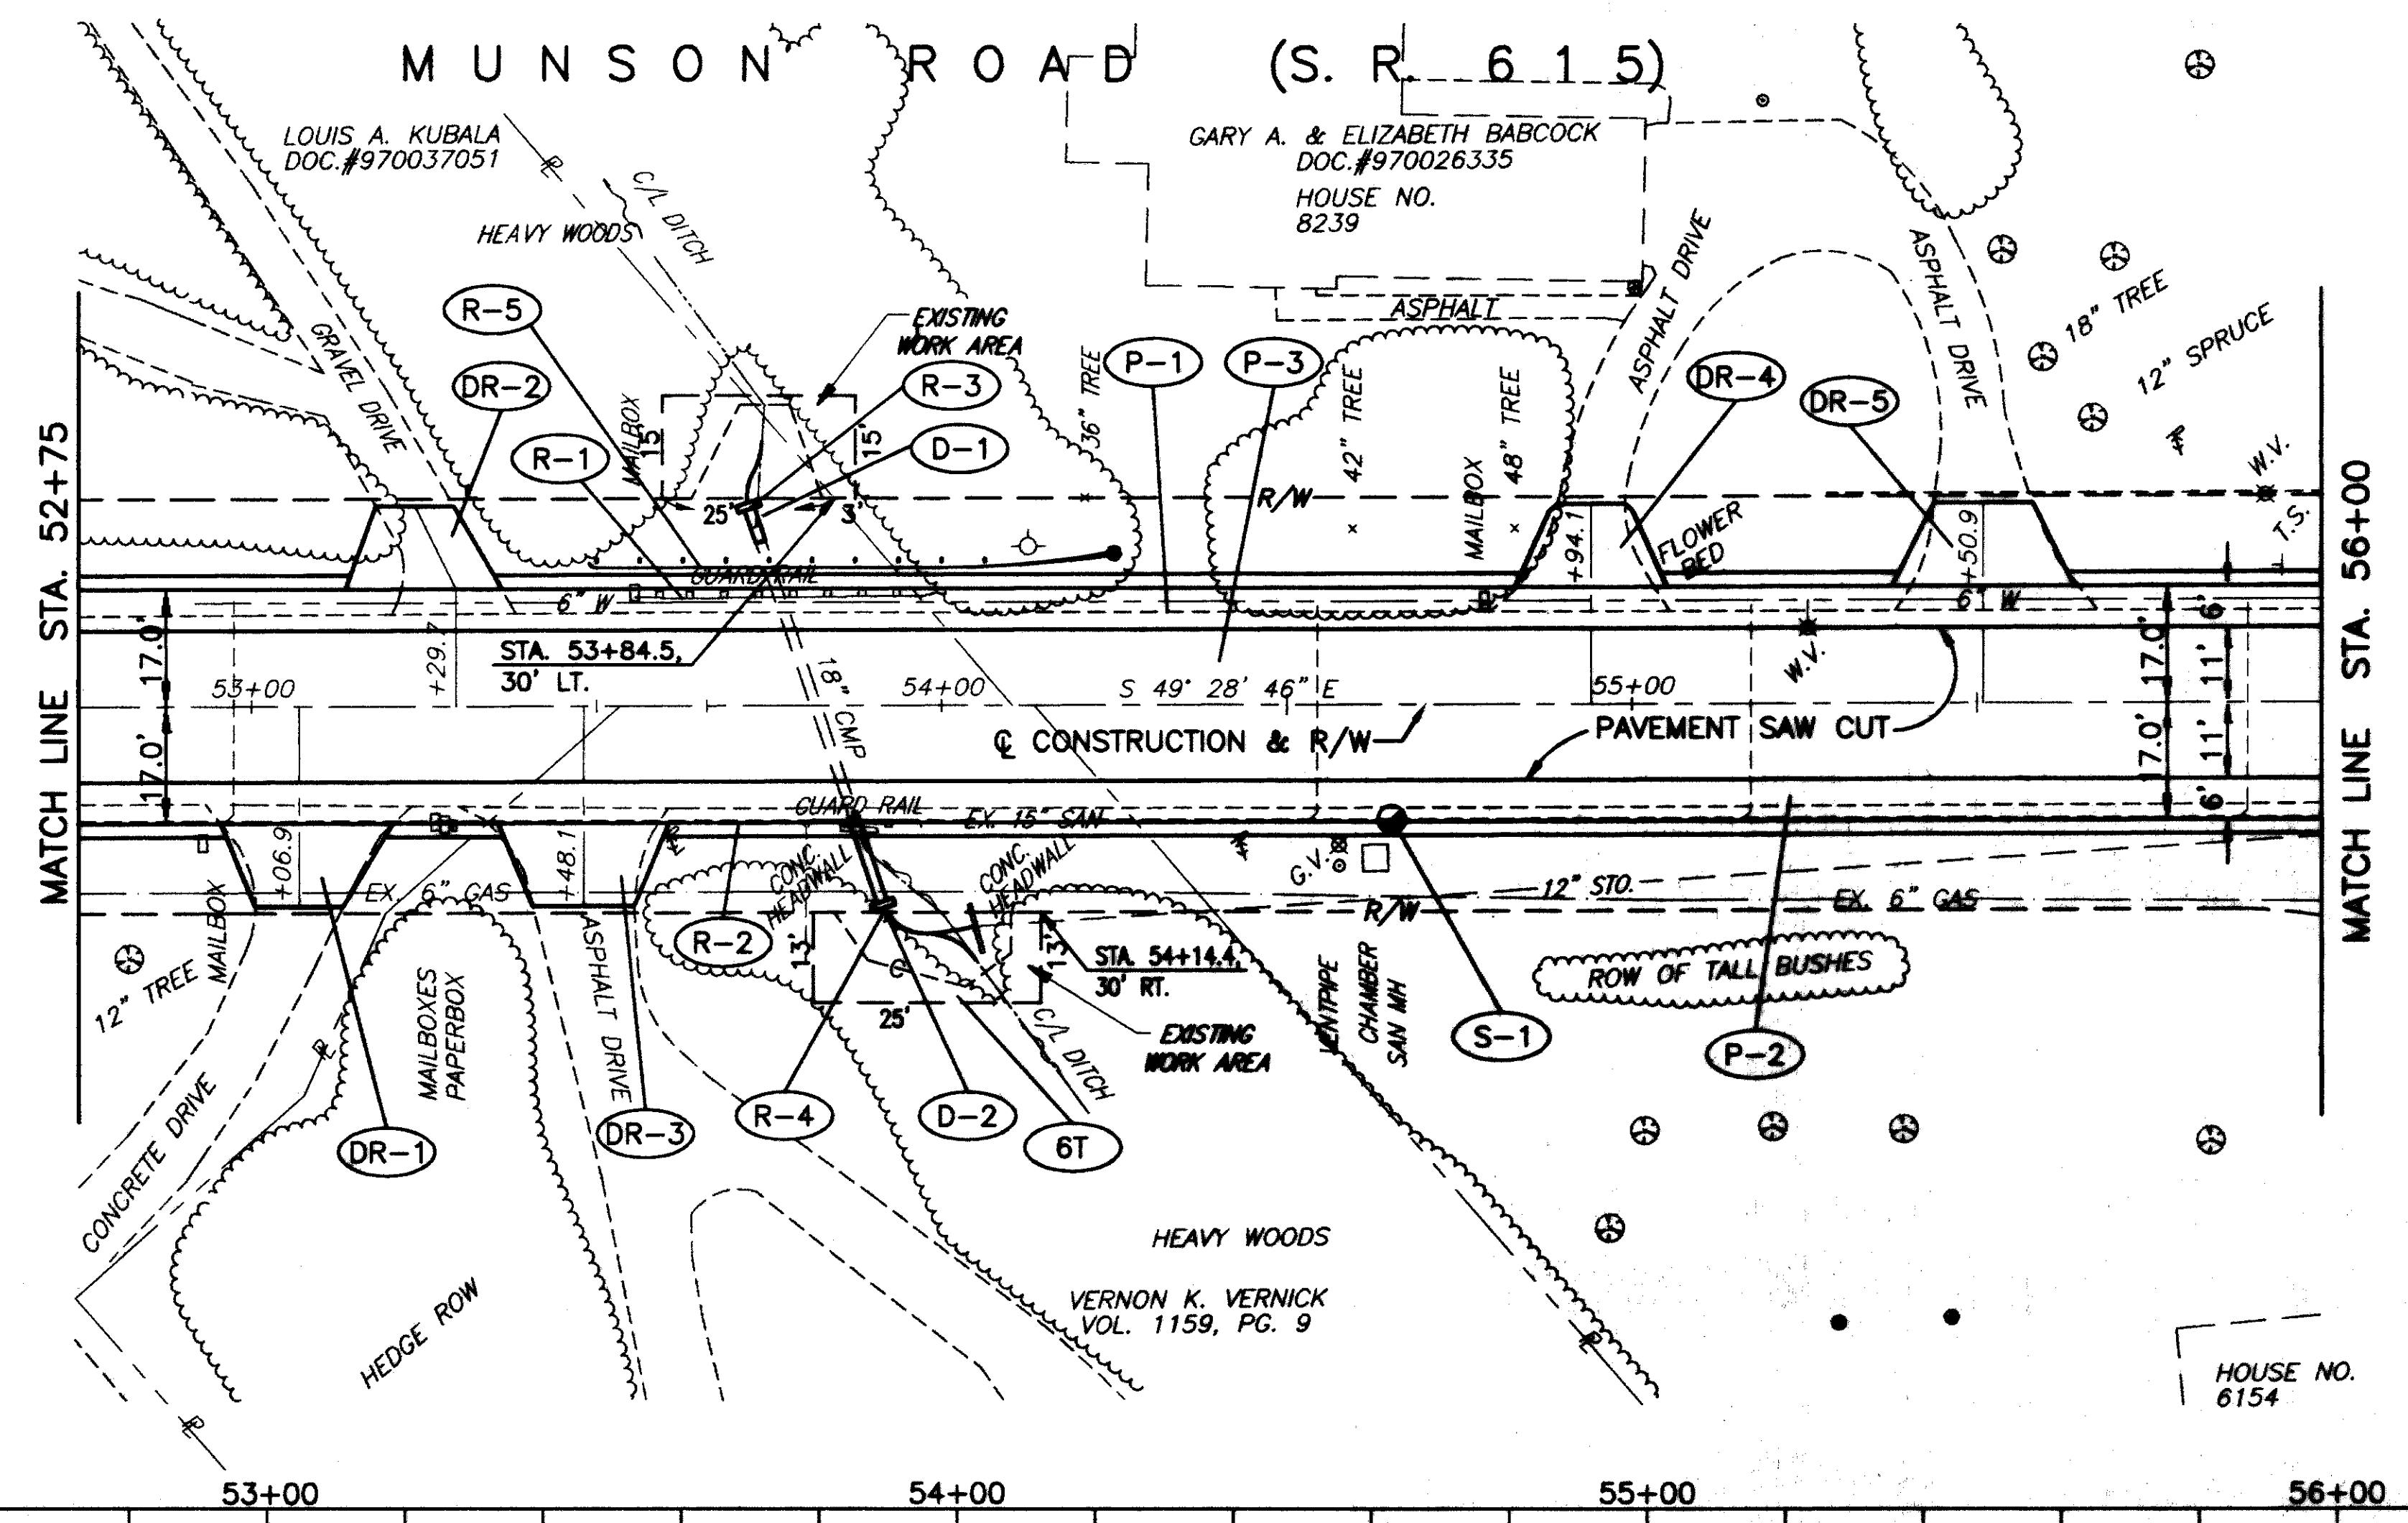 MUNSON ROAD (S. R. 615)
LOUIS A. KUBALA
DOC.#970037051
HEAVY WOODS
C/L DITCH
GARY A. & ELIZABETH BABCOCK
DOC.#970026335
HOUSE NO.
8239
ASPHALT
ASPHALT DRIVE
ASPHALT DRIVE
18" TREE
12" SPRUCE
GRAVEL DRIVE
R-5
DR-2
R-1
MAILBOX
EXISTING
WORK AREA
R-3
D-1
15'
15'
25'
3'
36" TREE
P-1
P-3
42" TREE
48" TREE
MAILBOX
R/W
DR-4
DR-5
FLOWER
BED
W.V.
T.S.
+94.1
+50.9
GUARD RAIL
6" W
6" W
MATCH LINE STA. 52+75
MATCH LINE STA. 56+00
17.0'
17.0'
+29.7
STA. 53+84.5,
30' LT.
18" CMP
53+00
54+00
S 49° 28' 46" E
55+00
W.V.
17.0'
17.0'
6'
11'
11'
6'
℄ CONSTRUCTION & R/W
PAVEMENT SAW CUT
GUARD RAIL
EX. 15" SAN
+06.9
+48.1
EX. 6" GAS
CONC.
HEADWALL
CONC.
HEADWALL
G.V.
12" STO.
R/W
EX. 6" GAS
12" TREE
MAILBOX
MAILBOXES
PAPERBOX
ASPHALT DRIVE
R-2
13'
13'
25'
STA. 54+14.4,
30' RT.
EXISTING
WORK AREA
C/L DITCH
VENTPIPE
CHAMBER
SAN MH
ROW OF TALL BUSHES
S-1
P-2
CONCRETE DRIVE
DR-1
DR-3
R-4
D-2
6T
HEDGE ROW
HEAVY WOODS
VERNON K. VERNICK
VOL. 1159, PG. 9
HOUSE NO.
6154
53+00
54+00
55+00
56+00